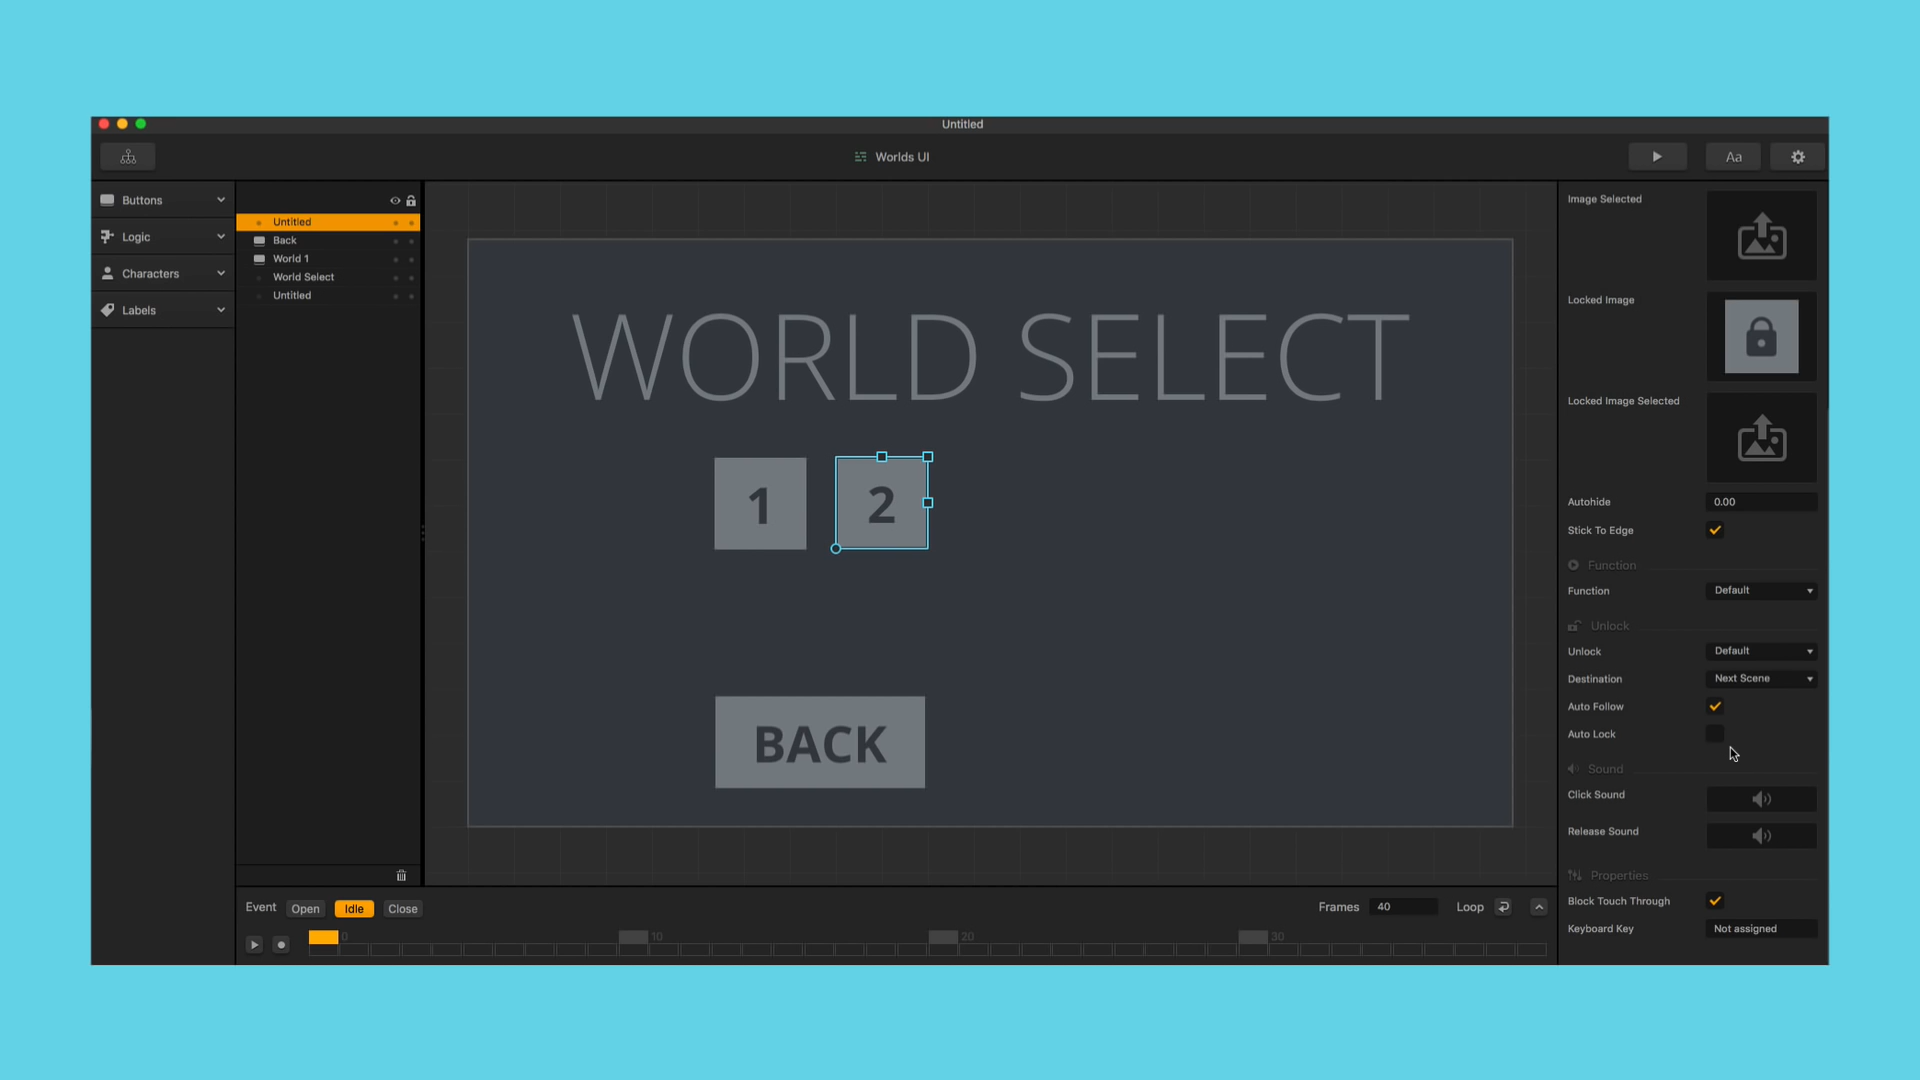 Untitled
Worlds UI
Aa
Buttons
Logic
Characters
Labels
Untitled
Back
World 1
World Select
Untitled
WORLD SELECT
1
2
BACK
Image Selected
Locked Image
Locked Image Selected
Autohide
0.00
Stick To Edge
Function
Function
Default
Unlock
Unlock
Default
Destination
Next Scene
Auto Follow
Auto Lock
Sound
Click Sound
Release Sound
Properties
Block Touch Through
Keyboard Key
Not assigned
Event
Open
Idle
Close
Frames
40
Loop
0
10
20
30